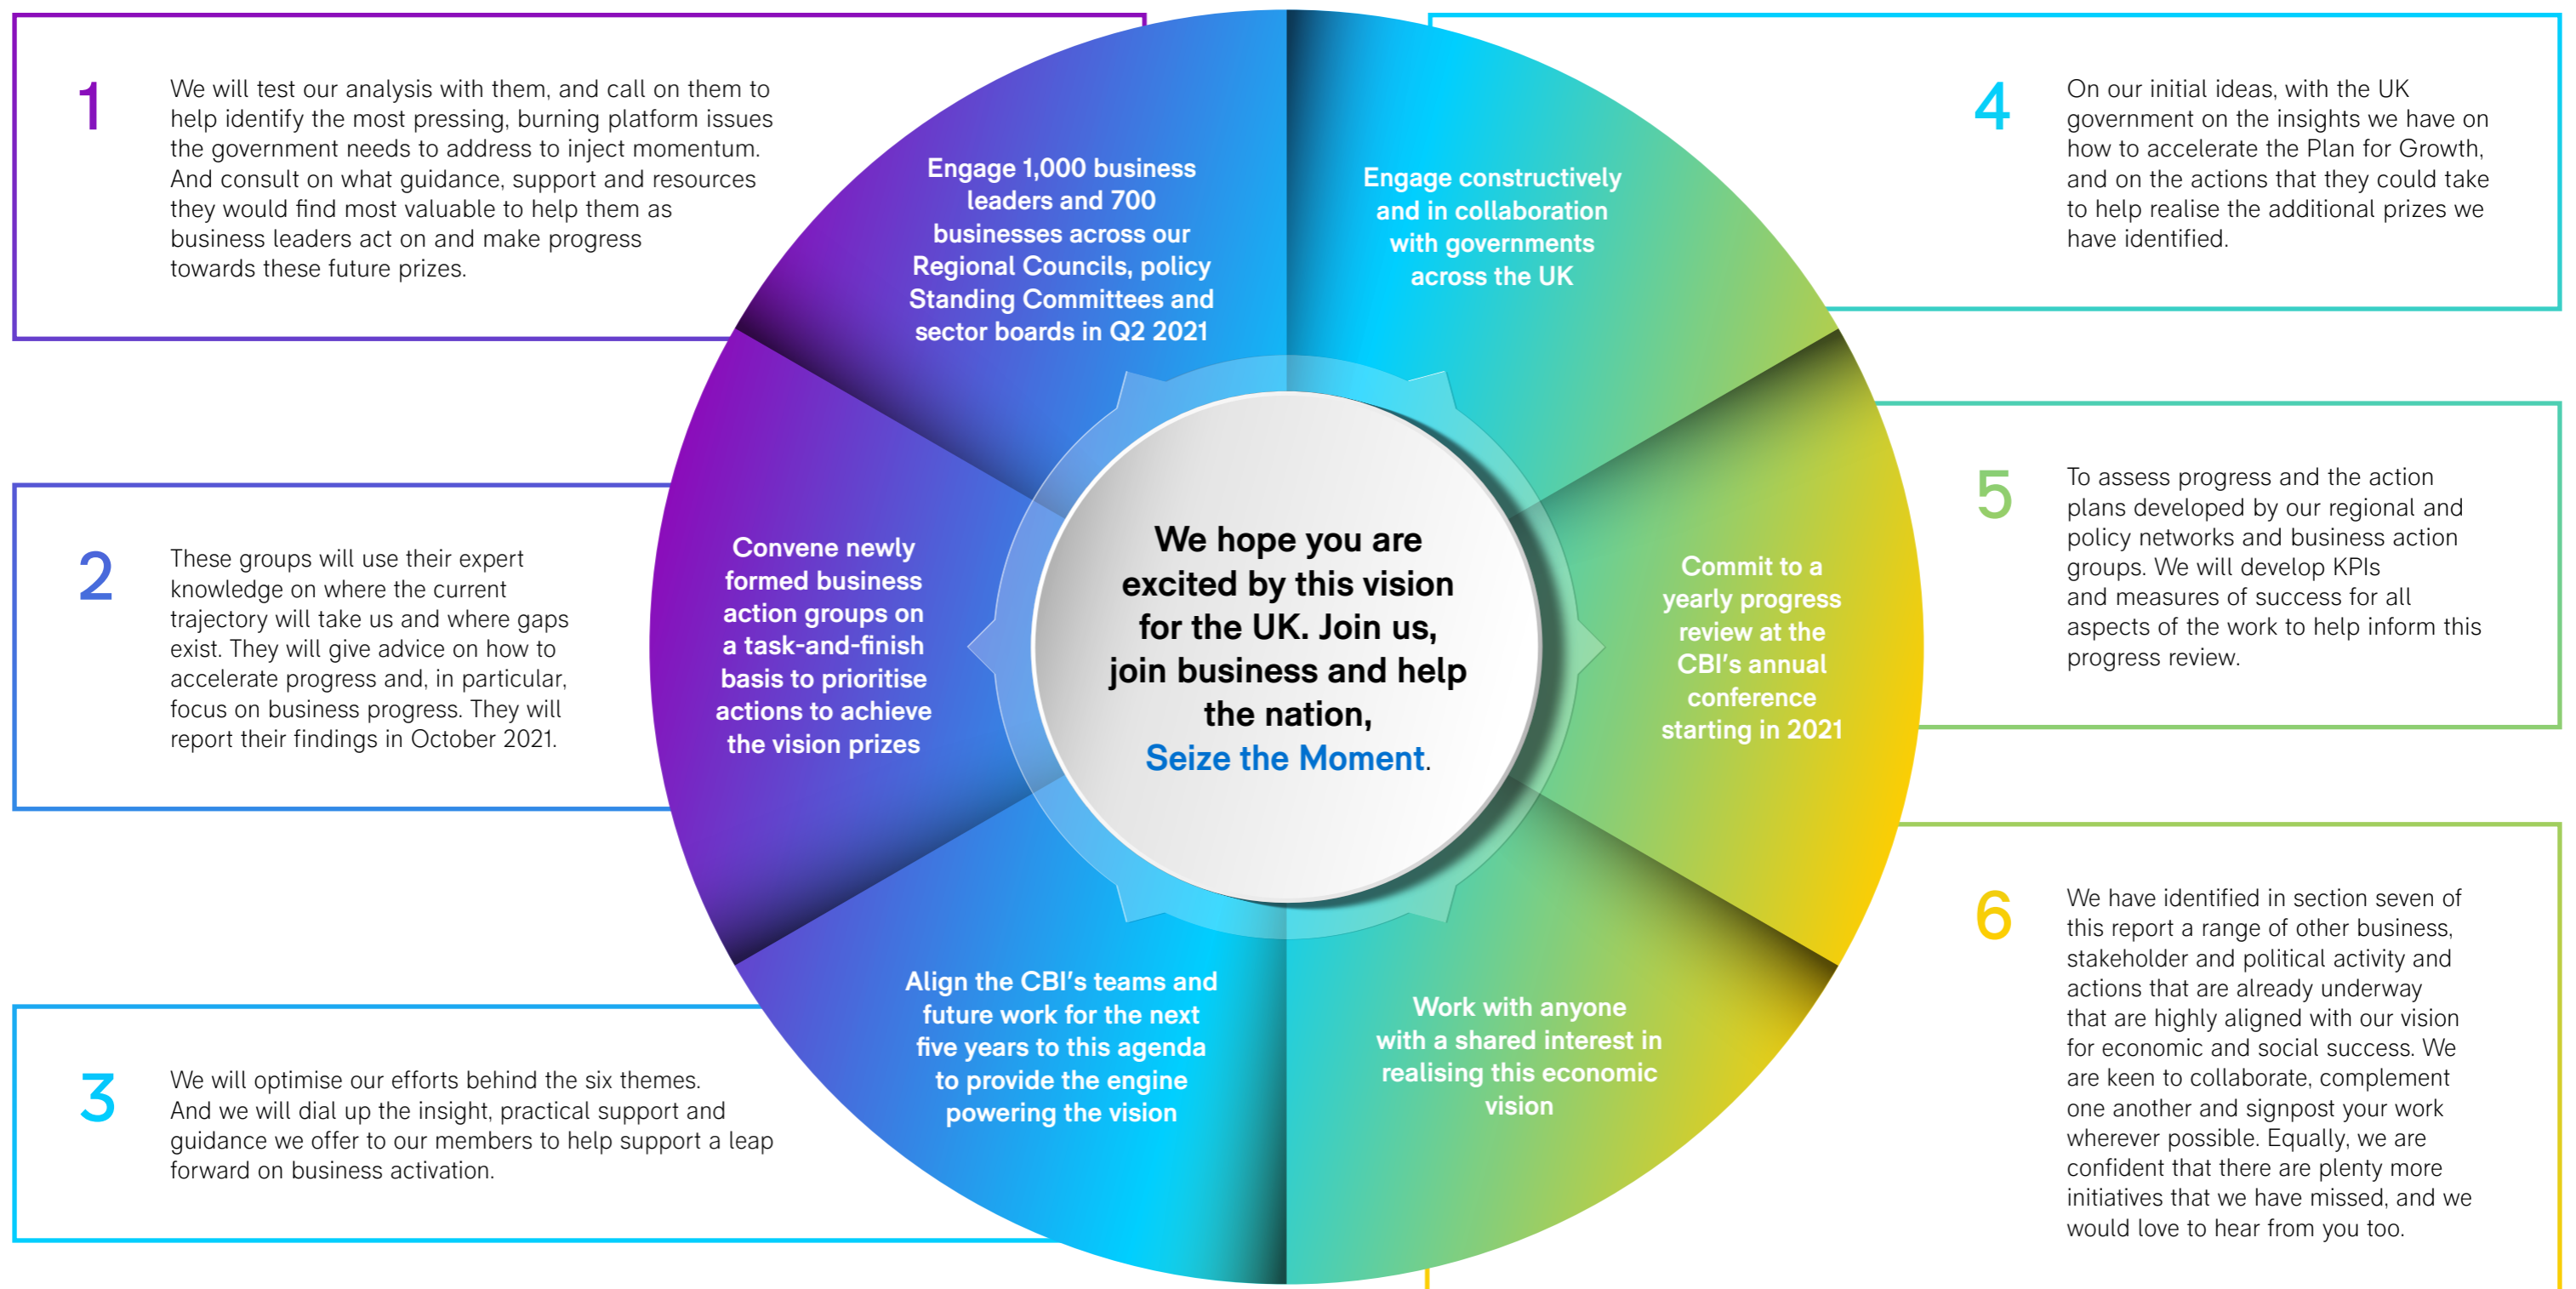 1
We will test our analysis with them, and call on them to
help identify the most pressing, burning platform issues
the government needs to address to inject momentum.
And consult on what guidance, support and resources
they would find most valuable to help them as
business leaders act on and make progress
towards these future prizes.
Engage 1,000 business
leaders and 700
businesses across our
Regional Councils, policy
Standing Committees and
sector boards in Q2 2021
2
These groups will use their expert
knowledge on where the current
trajectory will take us and where gaps
exist. They will give advice on how to
accelerate progress and, in particular,
focus on business progress. They will
report their findings in October 2021.
Convene newly
formed business
action groups on
a task-and-finish
basis to prioritise
actions to achieve
the vision prizes
3
We will optimise our efforts behind the six themes.
And we will dial up the insight, practical support and
guidance we offer to our members to help support a leap
forward on business activation.
Align the CBI's teams and
future work for the next
five years to this agenda
to provide the engine
powering the vision
We hope you are
excited by this vision
for the UK. Join us,
join business and help
the nation,
Seize the Moment.
Engage constructively
and in collaboration
with governments
across the UK
4
On our initial ideas, with the UK
government on the insights we have on
how to accelerate the Plan for Growth,
and on the actions that they could take
to help realise the additional prizes we
have identified.
Commit to a
yearly progress
review at the
CBI's annual
conference
starting in 2021
5
To assess progress and the action
plans developed by our regional and
policy networks and business action
groups. We will develop KPIs
and measures of success for all
aspects of the work to help inform this
progress review.
Work with anyone
with a shared interest in
realising this economic
vision
6
We have identified in section seven of
this report a range of other business,
stakeholder and political activity and
actions that are already underway
that are highly aligned with our vision
for economic and social success. We
are keen to collaborate, complement
one another and signpost your work
wherever possible. Equally, we are
confident that there are plenty more
initiatives that we have missed, and we
would love to hear from you too.